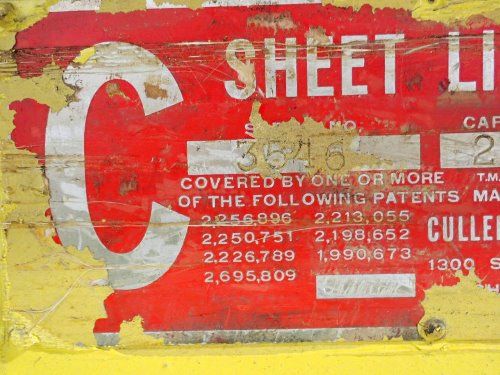 C SHEET LI
S NO. CAP
3516 2
COVERED BY ONE OR MORE T.M.
OF THE FOLLOWING PATENTS MA
2,256,896 2,213,055
2,250,751 2,198,652 CULLE
2,226,789 1,990,673
2,695,809 1300 S